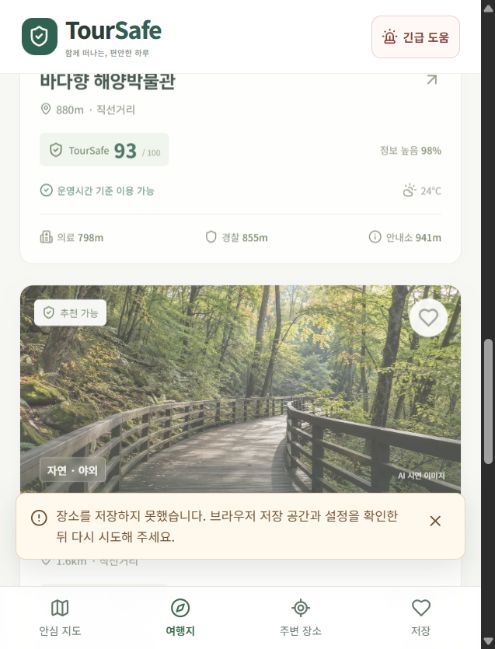 TourSafe
함께 떠나는, 편안한 하루
긴급 도움
바다향 해양박물관
880m · 직선거리
TourSafe 93 / 100
정보 높음 98%
운영시간 기준 이용 가능
24°C
의료 798m
경찰 855m
안내소 941m
추천 가능
자연 · 야외
AI 시연 이미지
장소를 저장하지 못했습니다. 브라우저 저장 공간과 설정을 확인한
뒤 다시 시도해 주세요.
1.6km · 직선거리
안심 지도
여행지
주변 장소
저장